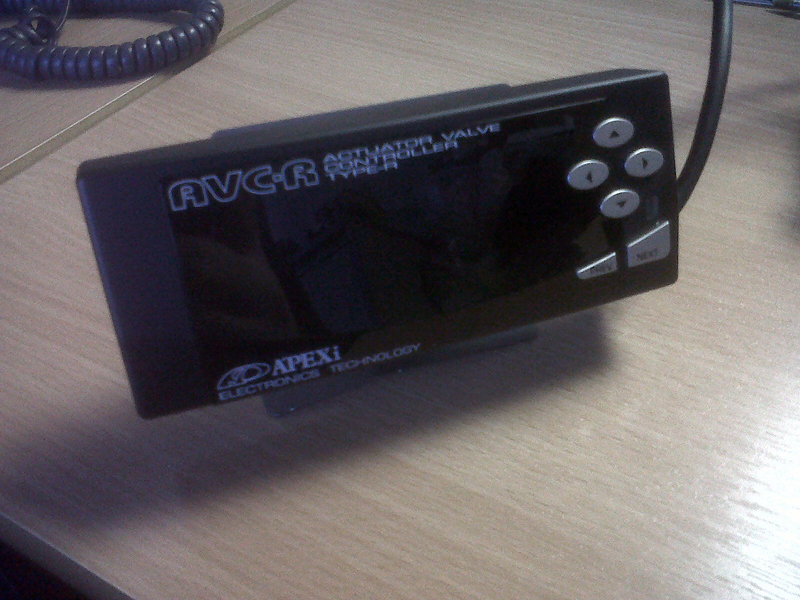 AVC-R
ACTUATOR VALVE
CONTROLLER
TYPE-R
PREV
NEXT
APEXi
ELECTRONICS TECHNOLOGY